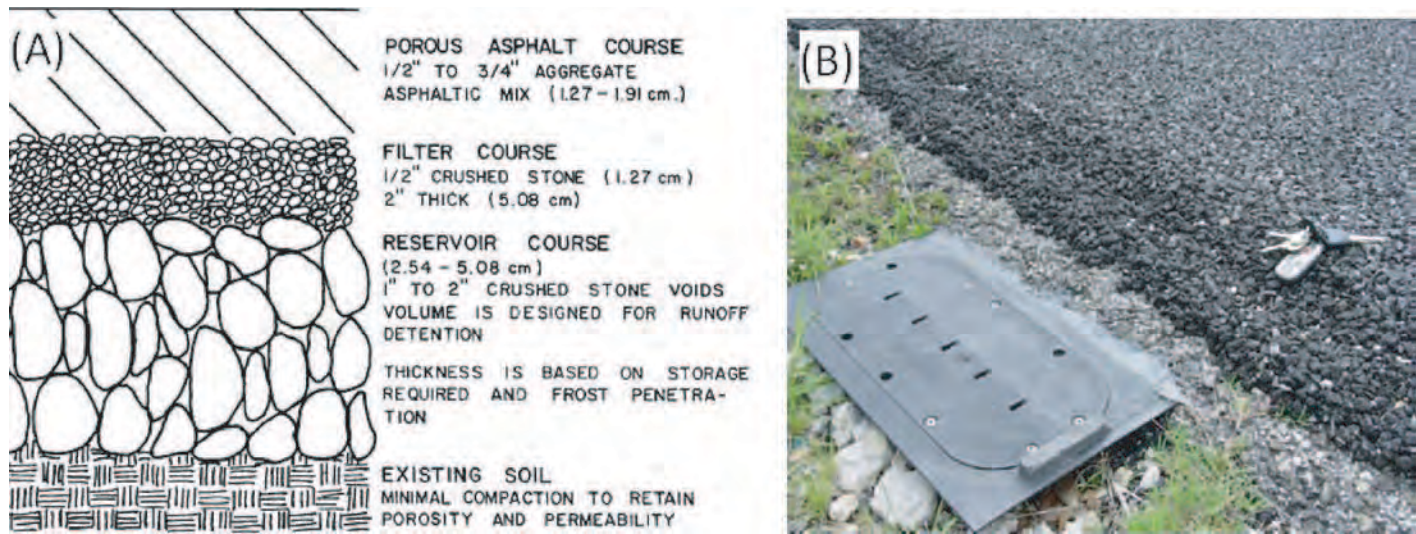 (A)
POROUS ASPHALT COURSE
1/2" TO 3/4" AGGREGATE
ASPHALTIC MIX (1.27-1.91 cm.)
FILTER COURSE
1/2" CRUSHED STONE (1.27 cm)
2" THICK (5.08 cm)
RESERVOIR COURSE
(2.54 - 5.08 cm)
1" TO 2" CRUSHED STONE VOIDS
VOLUME IS DESIGNED FOR RUNOFF
DETENTION
THICKNESS IS BASED ON STORAGE
REQUIRED AND FROST PENETRA-
TION
EXISTING SOIL
MINIMAL COMPACTION TO RETAIN
POROSITY AND PERMEABILITY
(B)